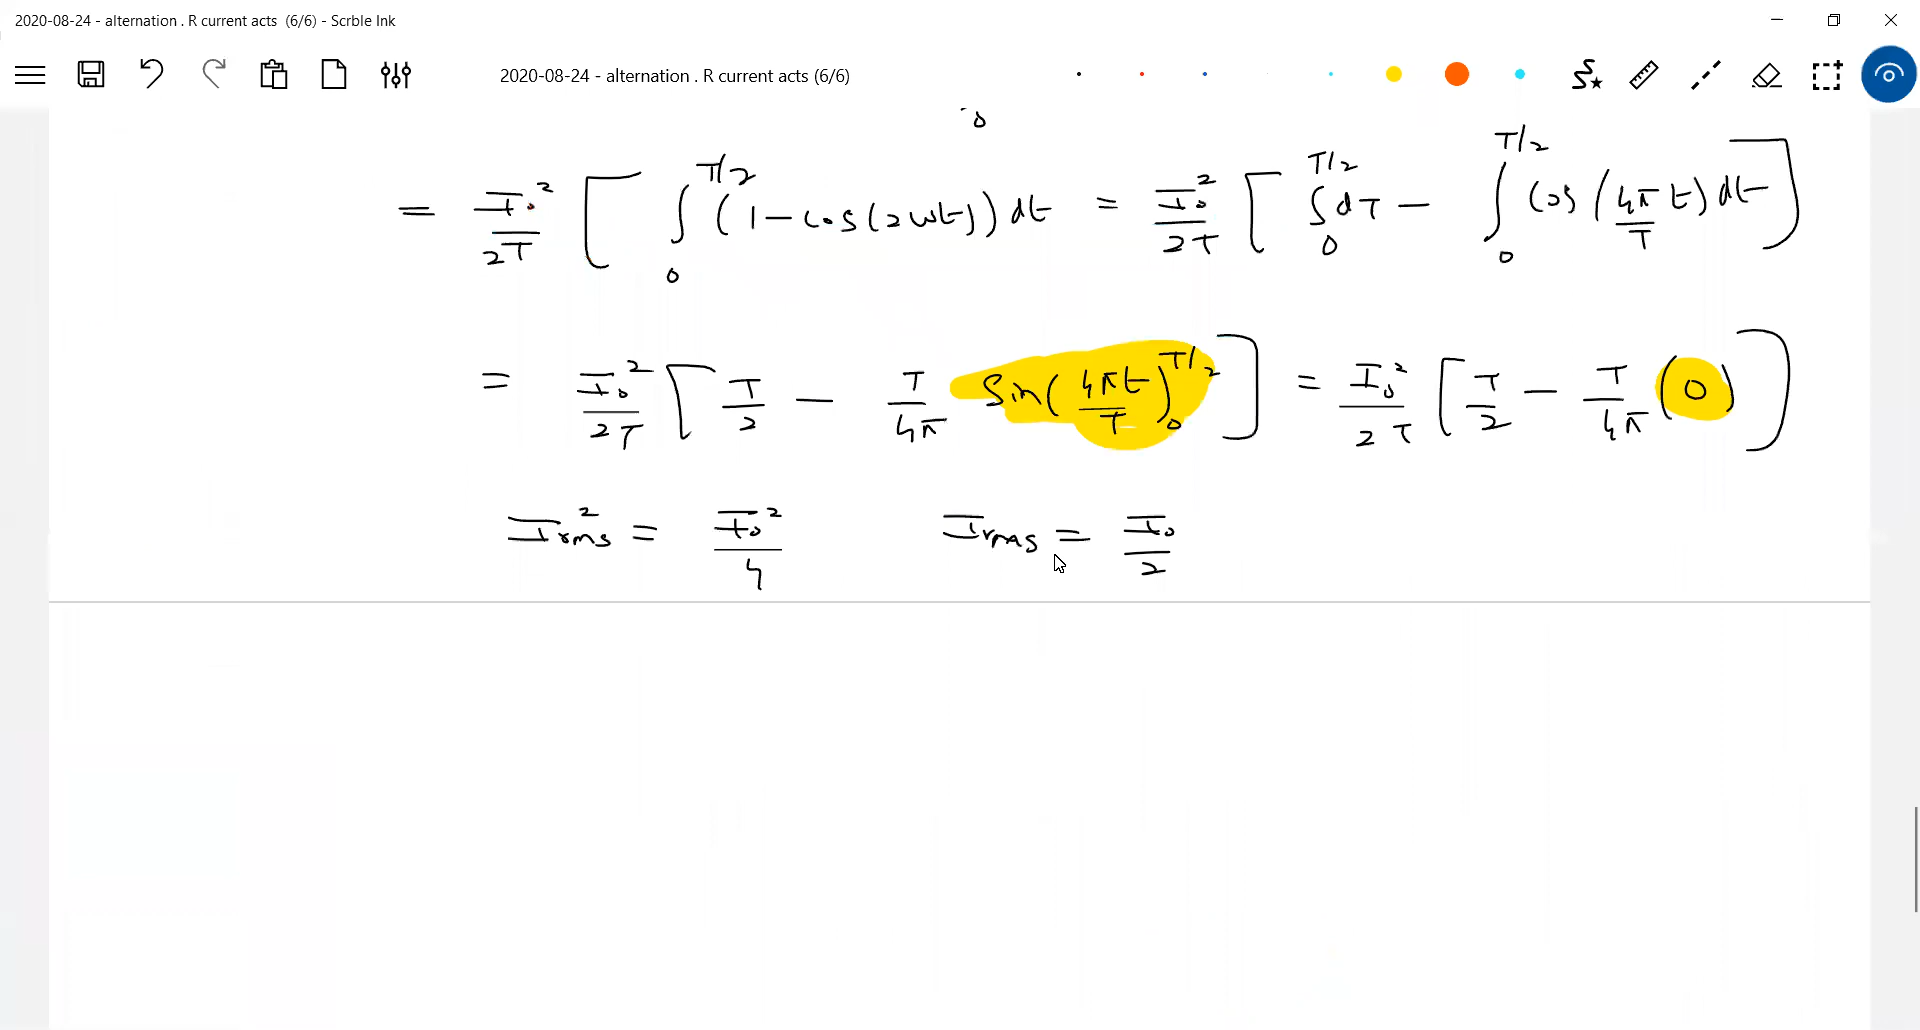 2020-08-24 - alternation . R current acts (6/6) - Scrble Ink
2020-08-24 - alternation . R current acts (6/6)
0
= I₀²/2T [ ∫₀^(T/2) (1 - cos(2ωt)) dt = I₀²/2T [ ∫₀^(T/2) dT - ∫₀^(T/2) cos(4π/T t) dt ]
= I₀²/2T [ T/2 - T/4π Sin(4πt/T)₀^(T/2) ] = I₀²/2T [ T/2 - T/4π (0) ]
I²rms = I₀²/4 Irms = I₀/2